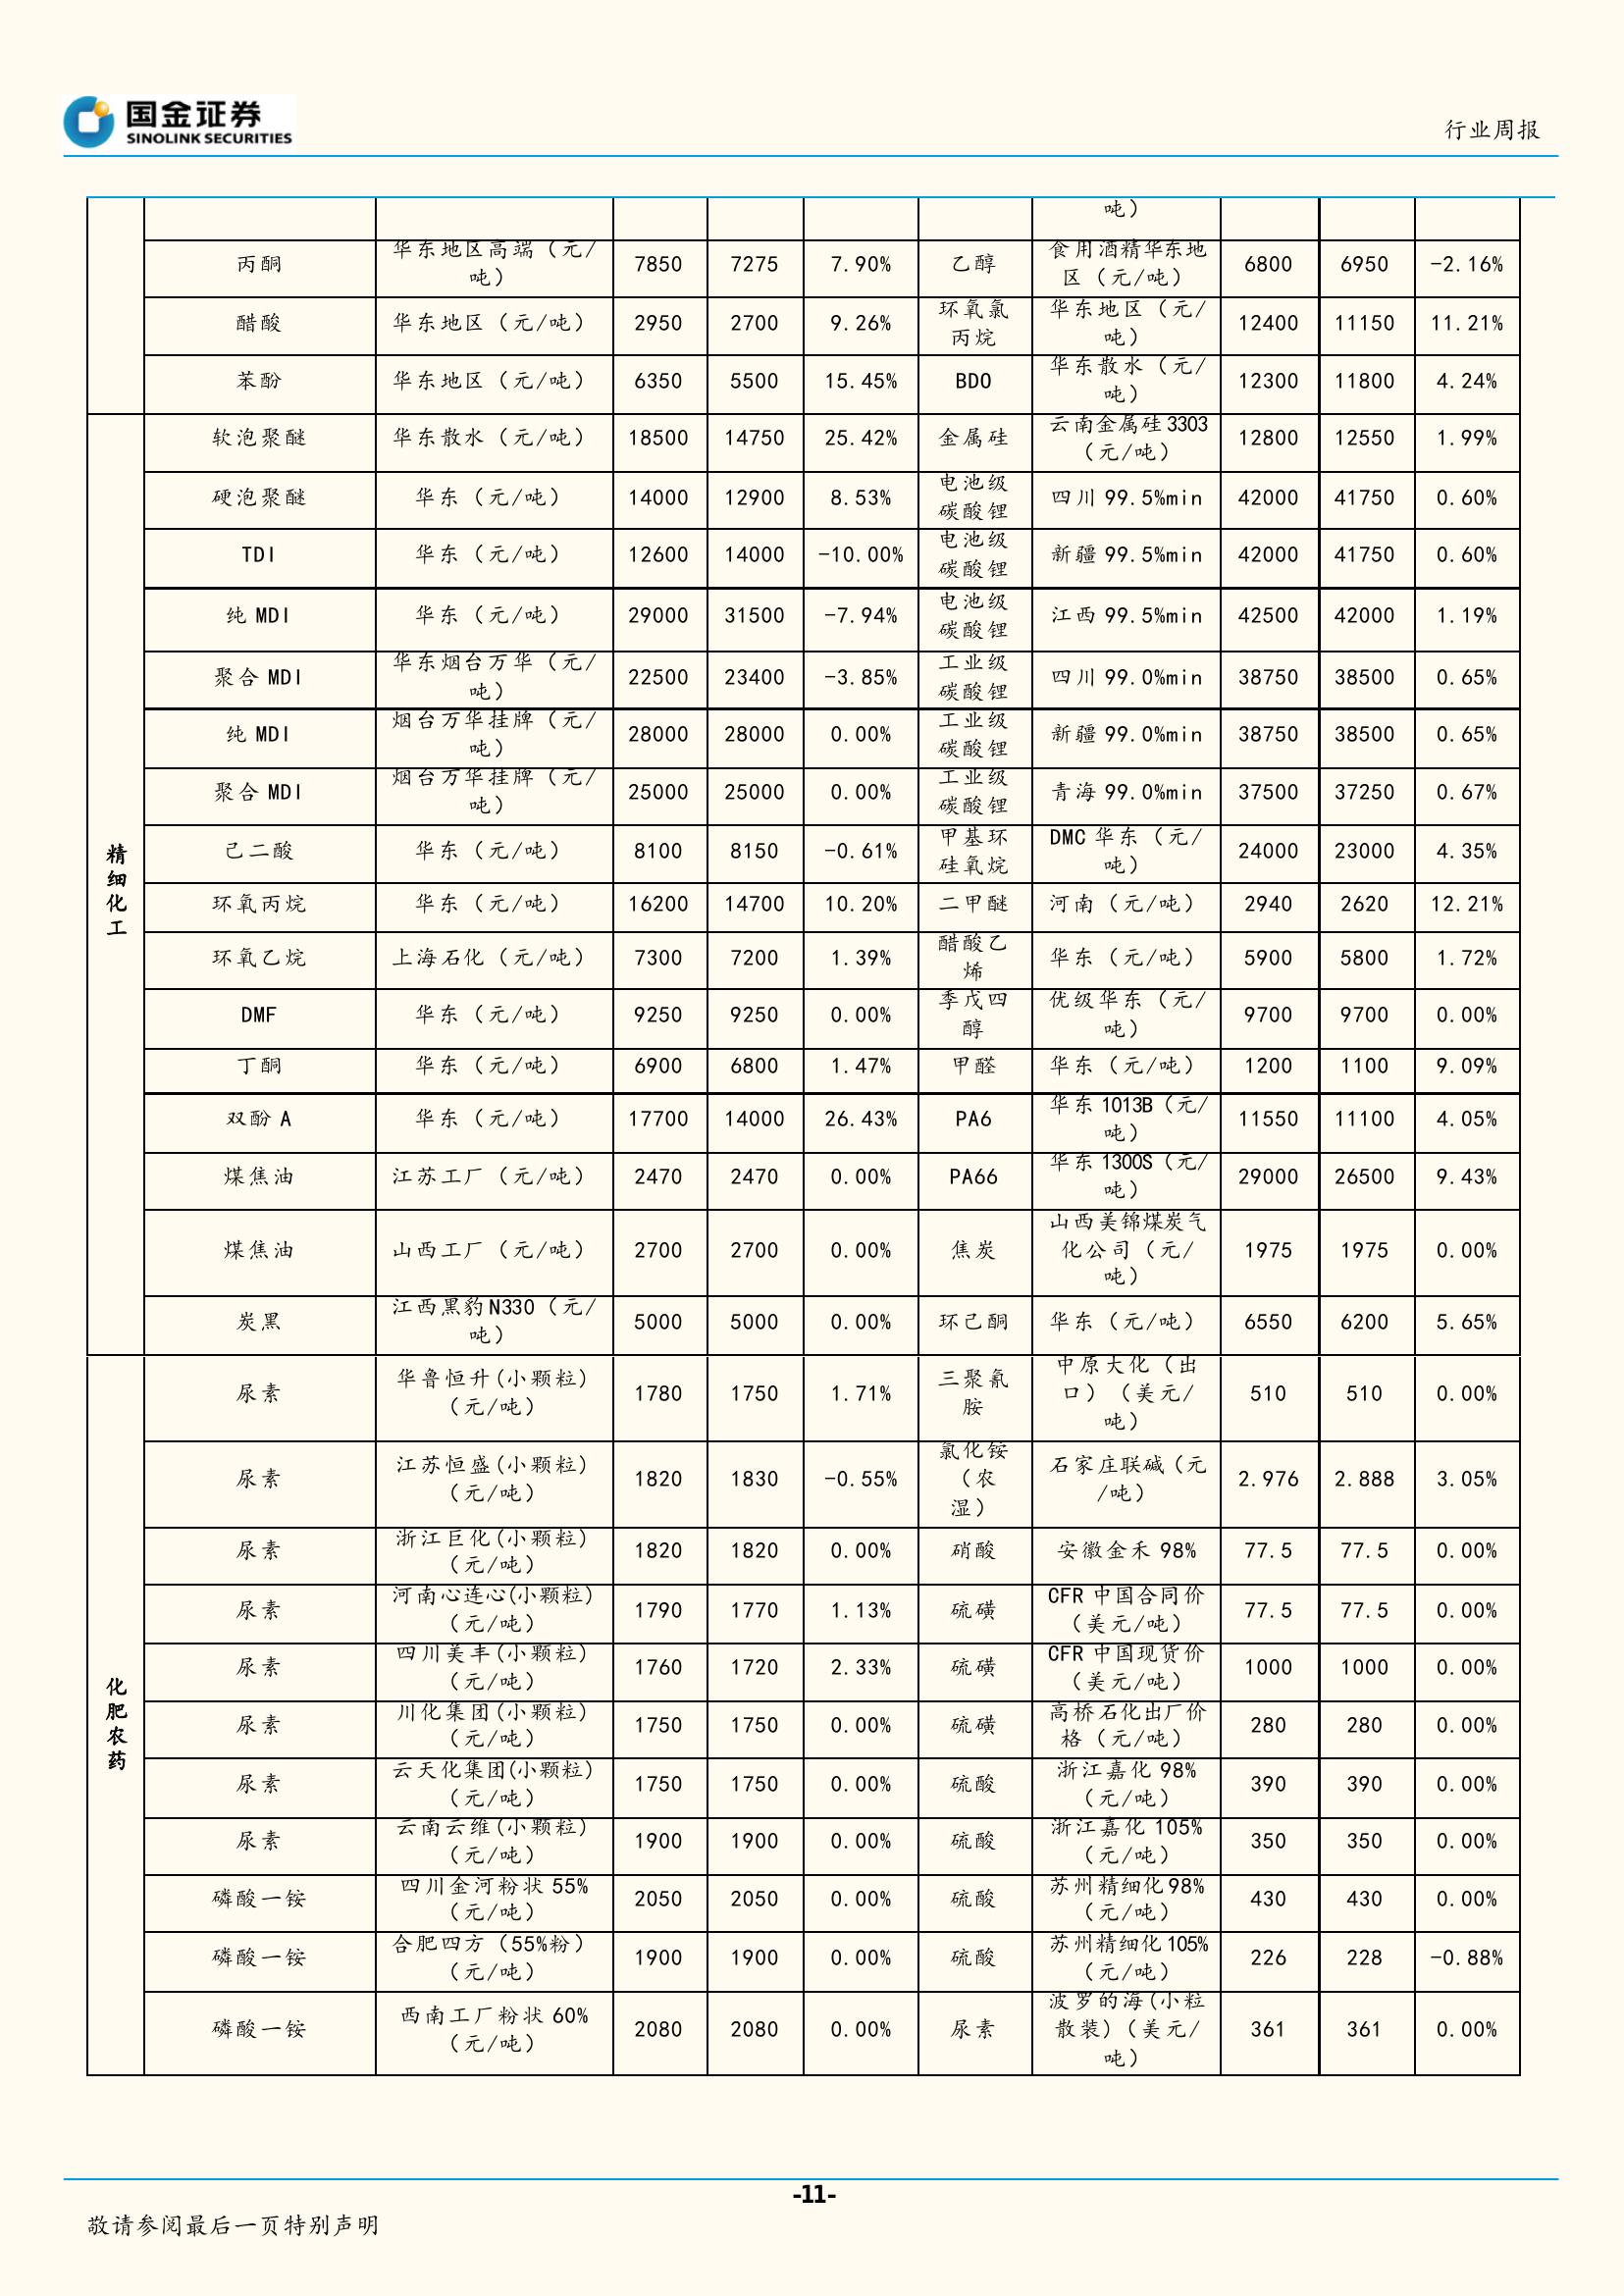 国金证券
SINOLINK SECURITIES
行业周报
吨）
丙酮 华东地区高端（元/吨） 7850 7275 7.90% 乙醇 食用酒精华东地区（元/吨） 6800 6950 -2.16%
醋酸 华东地区（元/吨） 2950 2700 9.26% 环氧氯丙烷 华东地区（元/吨） 12400 11150 11.21%
苯酚 华东地区（元/吨） 6350 5500 15.45% BDO 华东散水（元/吨） 12300 11800 4.24%
精细化工
软泡聚醚 华东散水（元/吨） 18500 14750 25.42% 金属硅 云南金属硅3303（元/吨） 12800 12550 1.99%
硬泡聚醚 华东（元/吨） 14000 12900 8.53% 电池级碳酸锂 四川 99.5%min 42000 41750 0.60%
TDI 华东（元/吨） 12600 14000 -10.00% 电池级碳酸锂 新疆 99.5%min 42000 41750 0.60%
纯 MDI 华东（元/吨） 29000 31500 -7.94% 电池级碳酸锂 江西 99.5%min 42500 42000 1.19%
聚合 MDI 华东烟台万华（元/吨） 22500 23400 -3.85% 工业级碳酸锂 四川 99.0%min 38750 38500 0.65%
纯 MDI 烟台万华挂牌（元/吨） 28000 28000 0.00% 工业级碳酸锂 新疆 99.0%min 38750 38500 0.65%
聚合 MDI 烟台万华挂牌（元/吨） 25000 25000 0.00% 工业级碳酸锂 青海 99.0%min 37500 37250 0.67%
己二酸 华东（元/吨） 8100 8150 -0.61% 甲基环硅氧烷 DMC 华东（元/吨） 24000 23000 4.35%
环氧丙烷 华东（元/吨） 16200 14700 10.20% 二甲醚 河南（元/吨） 2940 2620 12.21%
环氧乙烷 上海石化（元/吨） 7300 7200 1.39% 醋酸乙烯 华东（元/吨） 5900 5800 1.72%
DMF 华东（元/吨） 9250 9250 0.00% 季戊四醇 优级华东（元/吨） 9700 9700 0.00%
丁酮 华东（元/吨） 6900 6800 1.47% 甲醛 华东（元/吨） 1200 1100 9.09%
双酚 A 华东（元/吨） 17700 14000 26.43% PA6 华东 1013B（元/吨） 11550 11100 4.05%
煤焦油 江苏工厂（元/吨） 2470 2470 0.00% PA66 华东 1300S（元/吨） 29000 26500 9.43%
煤焦油 山西工厂（元/吨） 2700 2700 0.00% 焦炭 山西美锦煤炭气化公司（元/吨） 1975 1975 0.00%
炭黑 江西黑豹N330（元/吨） 5000 5000 0.00% 环己酮 华东（元/吨） 6550 6200 5.65%
化肥农药
尿素 华鲁恒升(小颗粒)（元/吨） 1780 1750 1.71% 三聚氰胺 中原大化（出口）（美元/吨） 510 510 0.00%
尿素 江苏恒盛(小颗粒)（元/吨） 1820 1830 -0.55% 氯化铵（农湿） 石家庄联碱（元/吨） 2.976 2.888 3.05%
尿素 浙江巨化(小颗粒)（元/吨） 1820 1820 0.00% 硝酸 安徽金禾 98% 77.5 77.5 0.00%
尿素 河南心连心(小颗粒)（元/吨） 1790 1770 1.13% 硫磺 CFR 中国合同价（美元/吨） 77.5 77.5 0.00%
尿素 四川美丰(小颗粒)（元/吨） 1760 1720 2.33% 硫磺 CFR 中国现货价（美元/吨） 1000 1000 0.00%
尿素 川化集团(小颗粒)（元/吨） 1750 1750 0.00% 硫磺 高桥石化出厂价格（元/吨） 280 280 0.00%
尿素 云天化集团(小颗粒)（元/吨） 1750 1750 0.00% 硫酸 浙江嘉化 98%（元/吨） 390 390 0.00%
尿素 云南云维(小颗粒)（元/吨） 1900 1900 0.00% 硫酸 浙江嘉化 105%（元/吨） 350 350 0.00%
磷酸一铵 四川金河粉状 55%（元/吨） 2050 2050 0.00% 硫酸 苏州精细化98%（元/吨） 430 430 0.00%
磷酸一铵 合肥四方（55%粉）（元/吨） 1900 1900 0.00% 硫酸 苏州精细化105%（元/吨） 226 228 -0.88%
磷酸一铵 西南工厂粉状 60%（元/吨） 2080 2080 0.00% 尿素 波罗的海(小粒散装)（美元/吨） 361 361 0.00%
-11-
敬请参阅最后一页特别声明